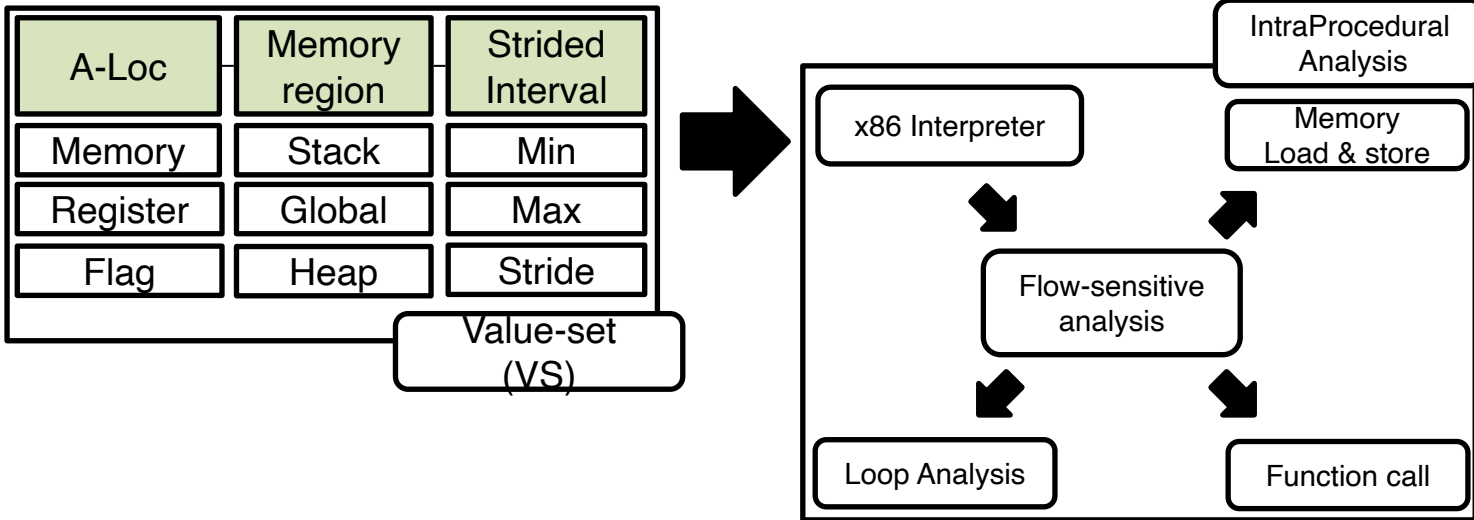 A-Loc
Memory
region
Strided
Interval
Memory
Stack
Min
Register
Global
Max
Flag
Heap
Stride
Value-set
(VS)
IntraProcedural
Analysis
x86 Interpreter
Memory
Load & store
Flow-sensitive
analysis
Loop Analysis
Function call